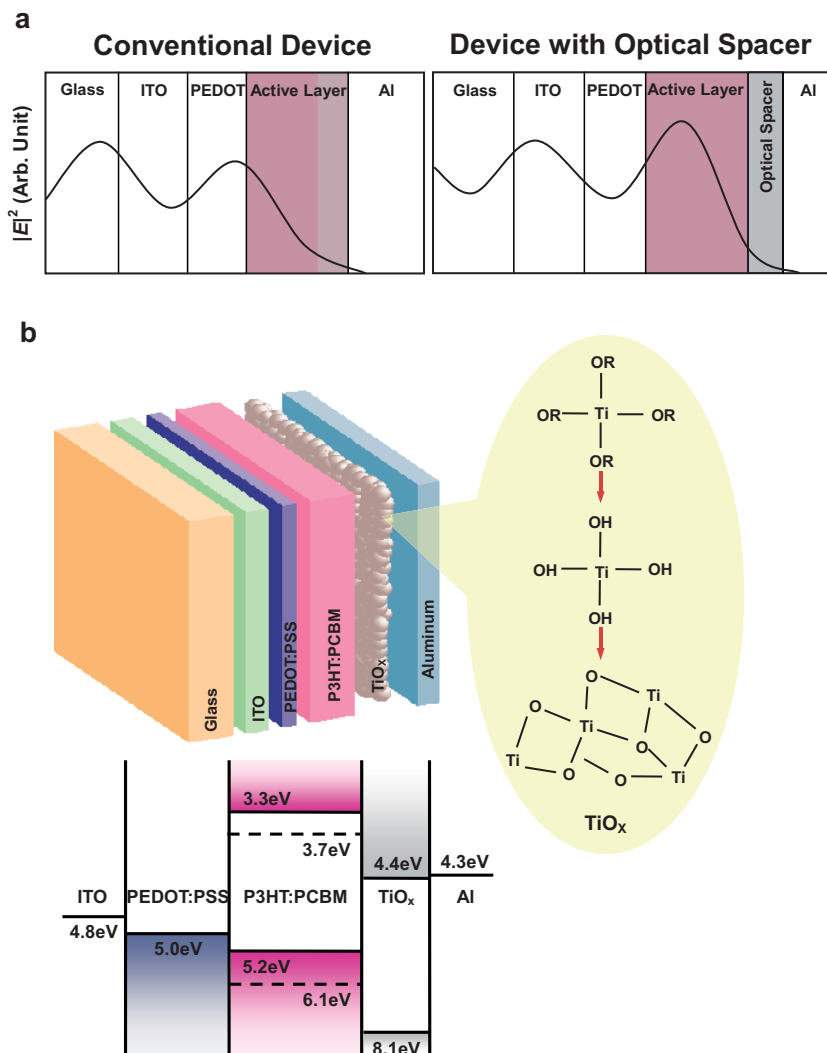 a
Conventional Device
Device with Optical Spacer
|E|² (Arb. Unit)
Glass
ITO
PEDOT
Active Layer
Al
Glass
ITO
PEDOT
Active Layer
Optical Spacer
Al
b
Glass
ITO
PEDOT:PSS
P3HT:PCBM
TiOₓ
Aluminum
OR
OR Ti OR
OR
OH
OH Ti OH
OH
O Ti
O Ti O O
Ti O O Ti
TiOₓ
3.3eV
3.7eV
4.4eV
4.3eV
ITO
PEDOT:PSS
P3HT:PCBM
TiOₓ
Al
4.8eV
5.0eV
5.2eV
6.1eV
8.1eV